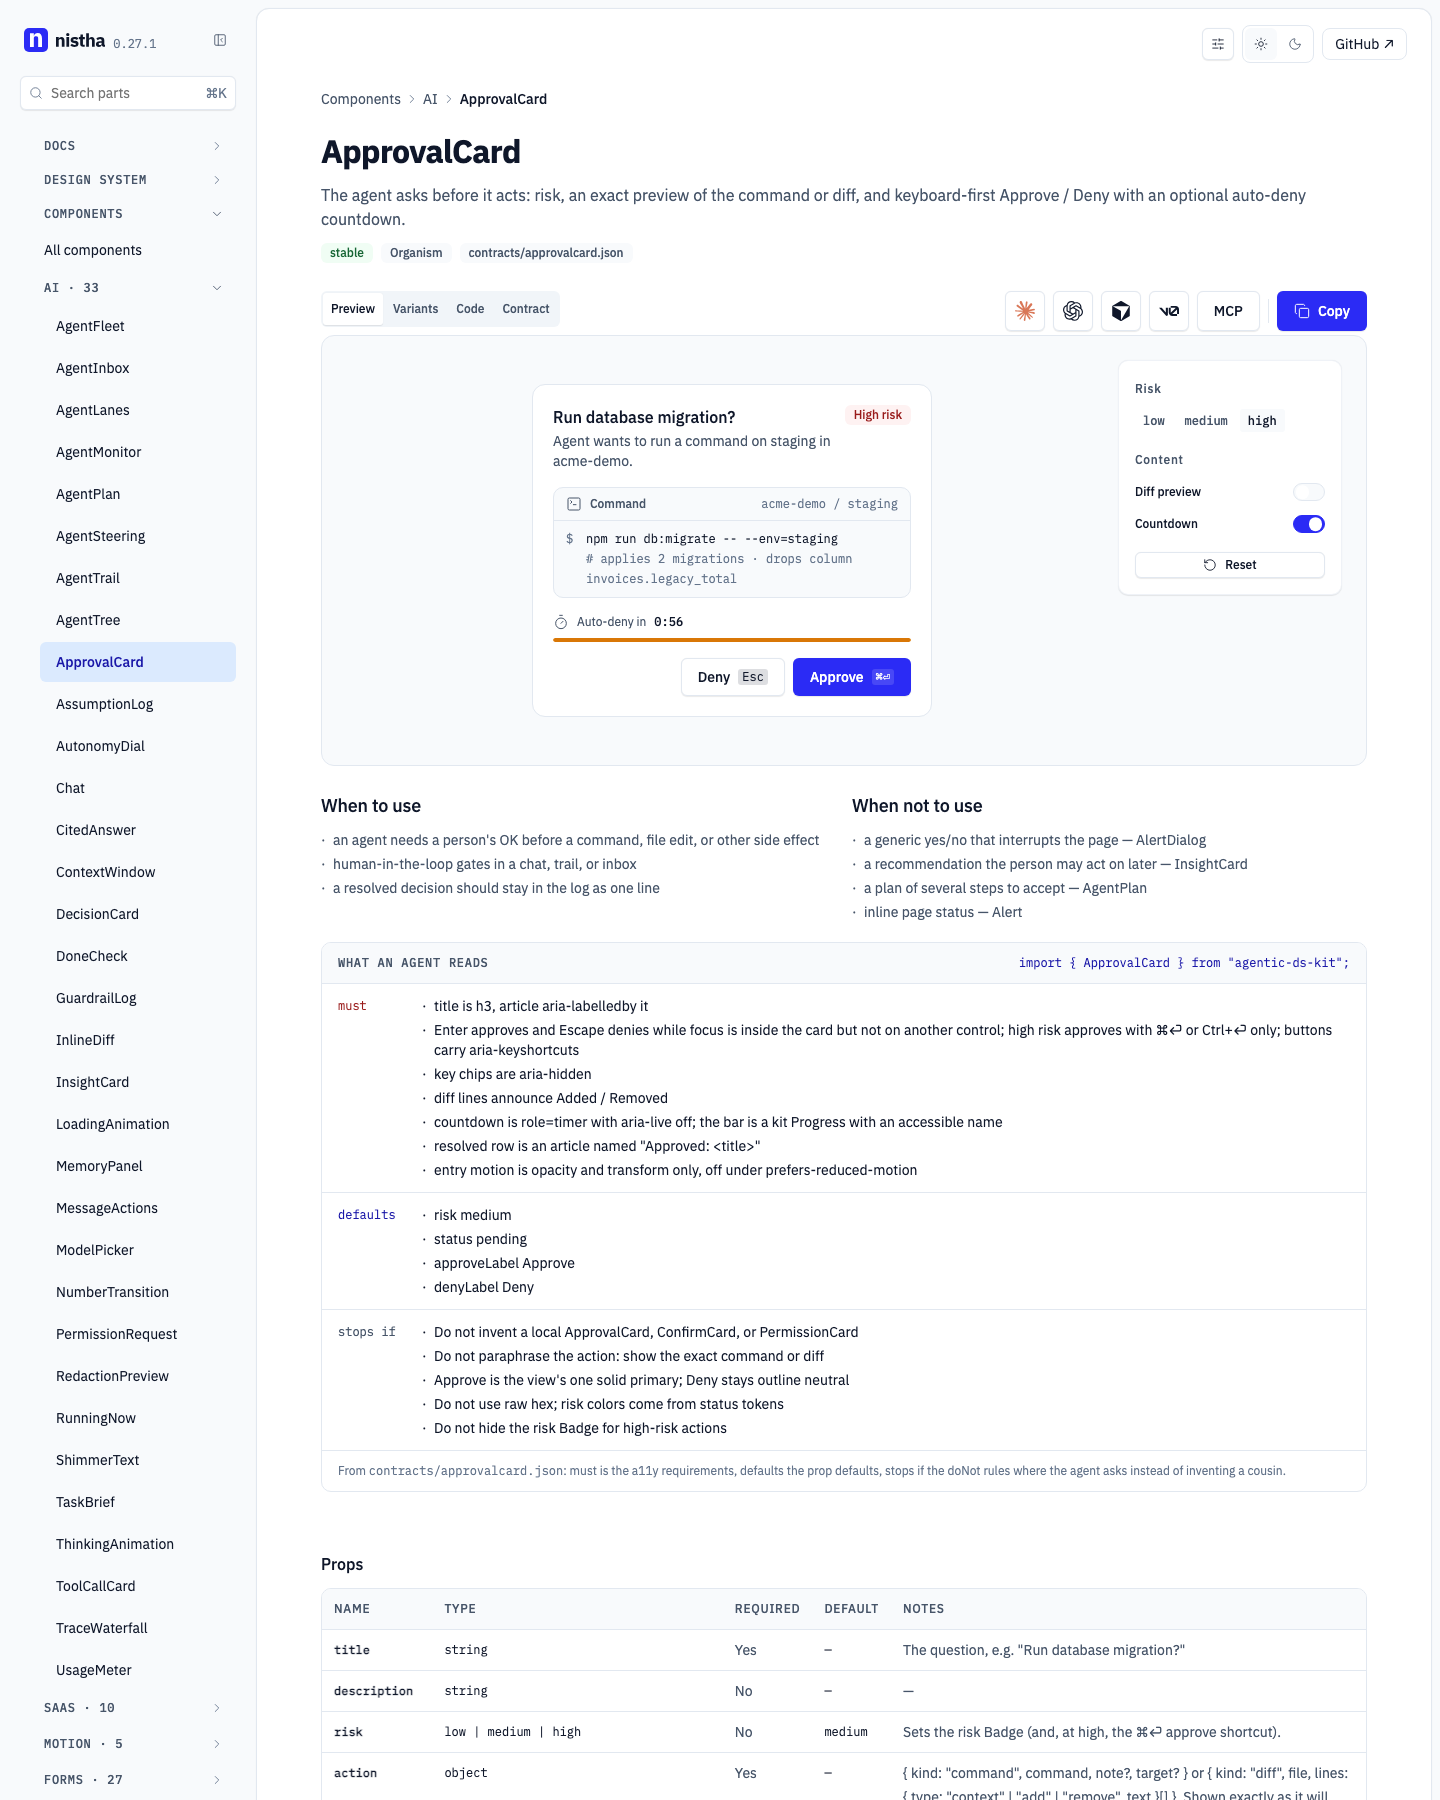 nistha 0.27.1
Search parts ⌘K
DOCS
DESIGN SYSTEM
COMPONENTS
All components
AI · 33
AgentFleet
AgentInbox
AgentLanes
AgentMonitor
AgentPlan
AgentSteering
AgentTrail
AgentTree
ApprovalCard
AssumptionLog
AutonomyDial
Chat
CitedAnswer
ContextWindow
DecisionCard
DoneCheck
GuardrailLog
InlineDiff
InsightCard
LoadingAnimation
MemoryPanel
MessageActions
ModelPicker
NumberTransition
PermissionRequest
RedactionPreview
RunningNow
ShimmerText
TaskBrief
ThinkingAnimation
ToolCallCard
TraceWaterfall
UsageMeter
SAAS · 10
MOTION · 5
FORMS · 27
GitHub ↗
Components > AI > ApprovalCard
ApprovalCard
The agent asks before it acts: risk, an exact preview of the command or diff, and keyboard-first Approve / Deny with an optional auto-deny
countdown.
stable Organism contracts/approvalcard.json
Preview Variants Code Contract
v0 MCP Copy
Run database migration? High risk
Agent wants to run a command on staging in
acme-demo.
Command acme-demo / staging
$ npm run db:migrate -- --env=staging
# applies 2 migrations · drops column
invoices.legacy_total
Auto-deny in 0:56
Deny Esc Approve ⌘⏎
Risk
low medium high
Content
Diff preview
Countdown
Reset
When to use
· an agent needs a person's OK before a command, file edit, or other side effect
· human-in-the-loop gates in a chat, trail, or inbox
· a resolved decision should stay in the log as one line
When not to use
· a generic yes/no that interrupts the page — AlertDialog
· a recommendation the person may act on later — InsightCard
· a plan of several steps to accept — AgentPlan
· inline page status — Alert
WHAT AN AGENT READS import { ApprovalCard } from "agentic-ds-kit";
must
· title is h3, article aria-labelledby it
· Enter approves and Escape denies while focus is inside the card but not on another control; high risk approves with ⌘⏎ or Ctrl+⏎ only; buttons
carry aria-keyshortcuts
· key chips are aria-hidden
· diff lines announce Added / Removed
· countdown is role=timer with aria-live off; the bar is a kit Progress with an accessible name
· resolved row is an article named "Approved: <title>"
· entry motion is opacity and transform only, off under prefers-reduced-motion
defaults
· risk medium
· status pending
· approveLabel Approve
· denyLabel Deny
stops if
· Do not invent a local ApprovalCard, ConfirmCard, or PermissionCard
· Do not paraphrase the action: show the exact command or diff
· Approve is the view's one solid primary; Deny stays outline neutral
· Do not use raw hex; risk colors come from status tokens
· Do not hide the risk Badge for high-risk actions
From contracts/approvalcard.json: must is the a11y requirements, defaults the prop defaults, stops if the doNot rules where the agent asks instead of inventing a cousin.
Props
NAME TYPE REQUIRED DEFAULT NOTES
title string Yes — The question, e.g. "Run database migration?"
description string No — —
risk low | medium | high No medium Sets the risk Badge (and, at high, the ⌘⏎ approve shortcut).
action object Yes — { kind: "command", command, note?, target? } or { kind: "diff", file, lines:
{ type: "context" | "add" | "remove", text }[] }. Shown exactly as it will